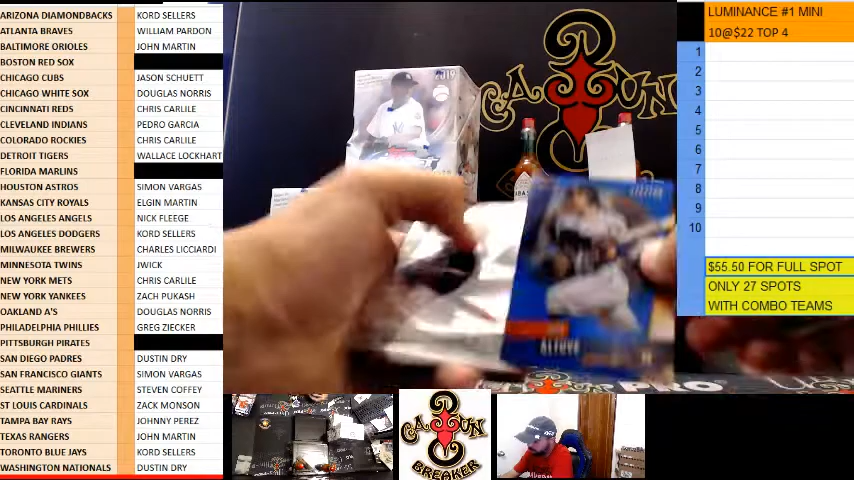 ARIZONA DIAMONDBACKS KORD SELLERS
ATLANTA BRAVES WILLIAM PARDON
BALTIMORE ORIOLES JOHN MARTIN
BOSTON RED SOX
CHICAGO CUBS JASON SCHUETT
CHICAGO WHITE SOX DOUGLAS NORRIS
CINCINNATI REDS CHRIS CARLILE
CLEVELAND INDIANS PEDRO GARCIA
COLORADO ROCKIES CHRIS CARLILE
DETROIT TIGERS WALLACE LOCKHART
FLORIDA MARLINS
HOUSTON ASTROS SIMON VARGAS
KANSAS CITY ROYALS ELGIN MARTIN
LOS ANGELES ANGELS NICK FLEEGE
LOS ANGELES DODGERS KORD SELLERS
MILWAUKEE BREWERS CHARLES LICCIARDI
MINNESOTA TWINS JWICK
NEW YORK METS CHRIS CARLILE
NEW YORK YANKEES ZACH PUKASH
OAKLAND A'S DOUGLAS NORRIS
PHILADELPHIA PHILLIES GREG ZIECKER
PITTSBURGH PIRATES
SAN DIEGO PADRES DUSTIN DRY
SAN FRANCISCO GIANTS SIMON VARGAS
SEATTLE MARINERS STEVEN COFFEY
ST LOUIS CARDINALS ZACK MONSON
TAMPA BAY RAYS JOHNNY PEREZ
TEXAS RANGERS JOHN MARTIN
TORONTO BLUE JAYS KORD SELLERS
WASHINGTON NATIONALS DUSTIN DRY
2019
CAJUN
ALTUVE
PRO
CAJUN
BREAKER
LUMINANCE #1 MINI
10@$22 TOP 4
1
2
3
4
5
6
7
8
9
10
$55.50 FOR FULL SPOT
ONLY 27 SPOTS
WITH COMBO TEAMS